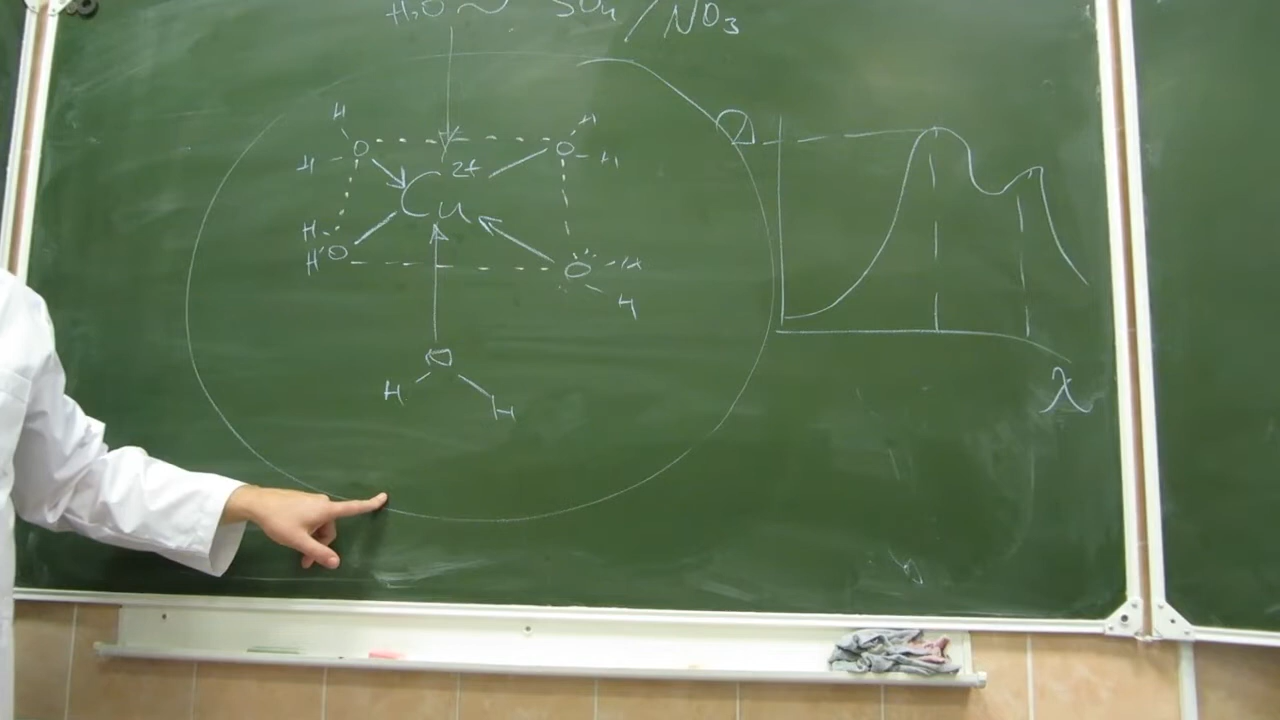 H₂O ~ SO₄ / NO₃
H H
O O
H H
2+
Cu
H
H O O H
H
O
H H
D
λ